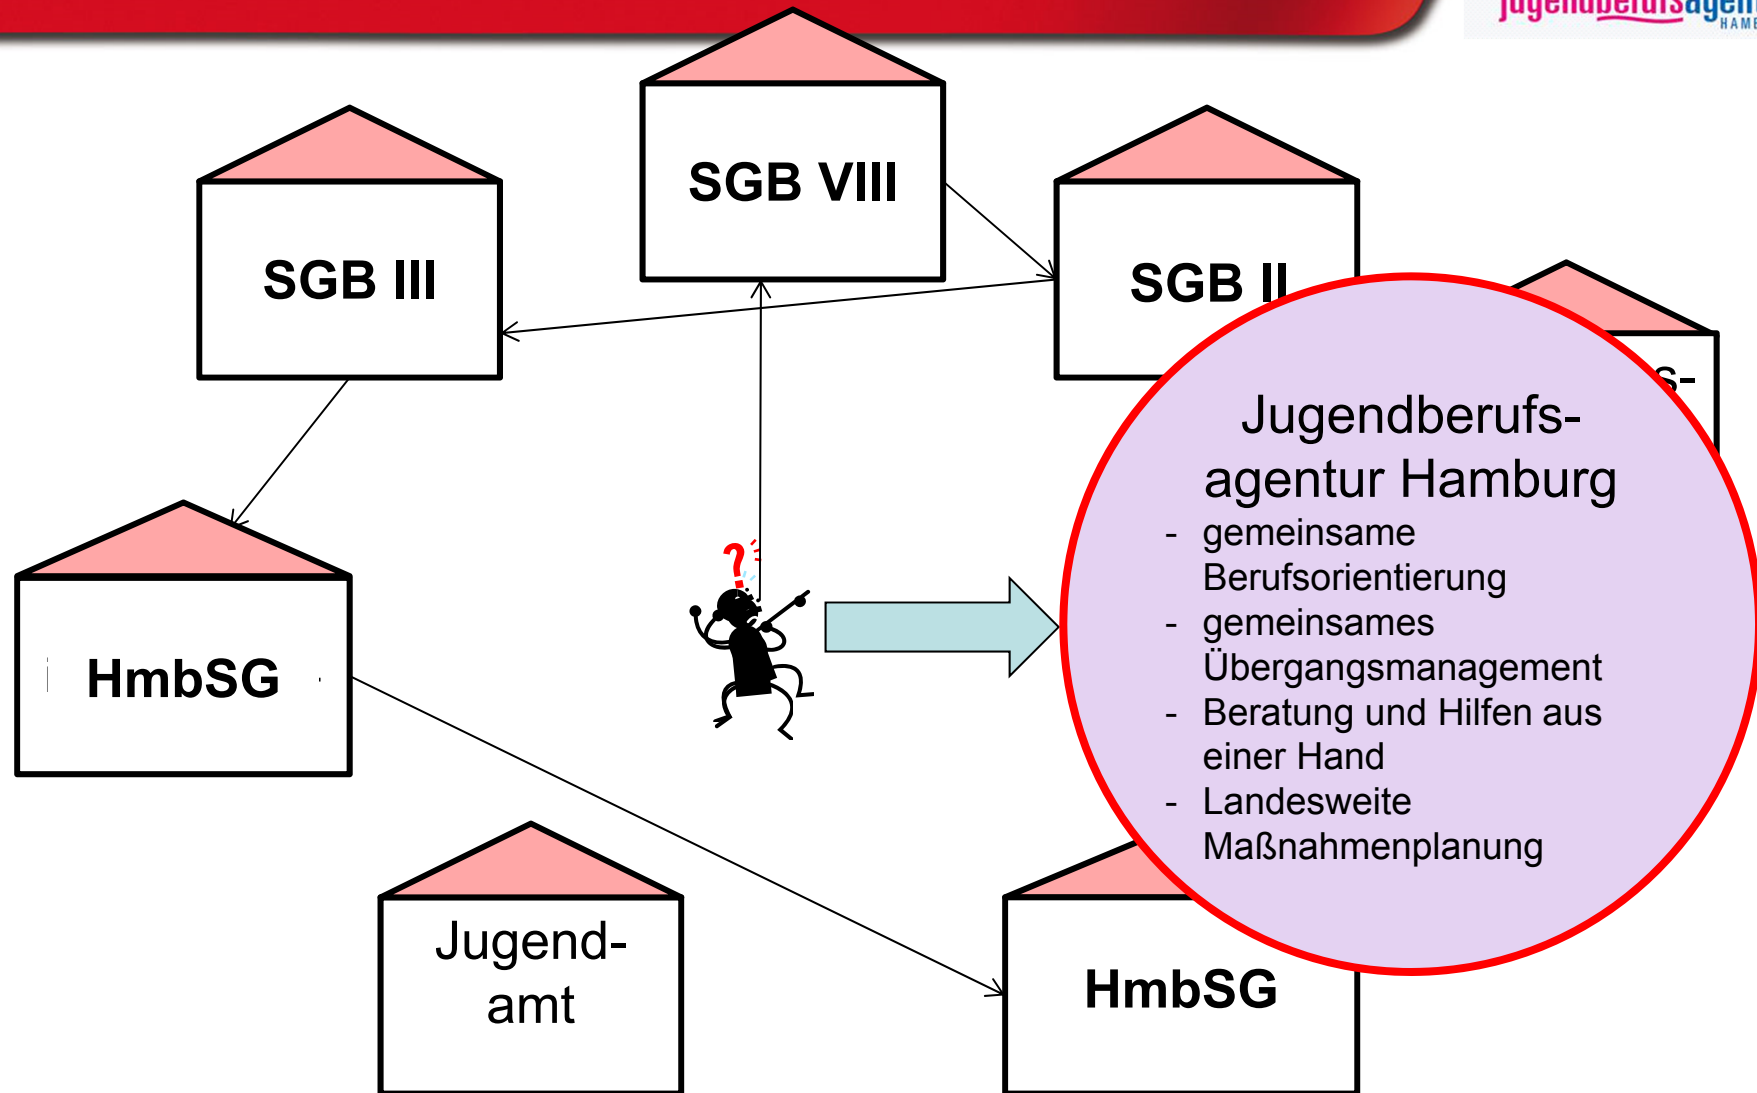 SGB VIII
SGB III
SGB II
Jugendberufs-
agentur Hamburg
- gemeinsame
Berufsorientierung
- gemeinsames
Übergangsmanagement
- Beratung und Hilfen aus
einer Hand
- Landesweite
Maßnahmenplanung
?
HmbSG
Jugend-
amt
HmbSG